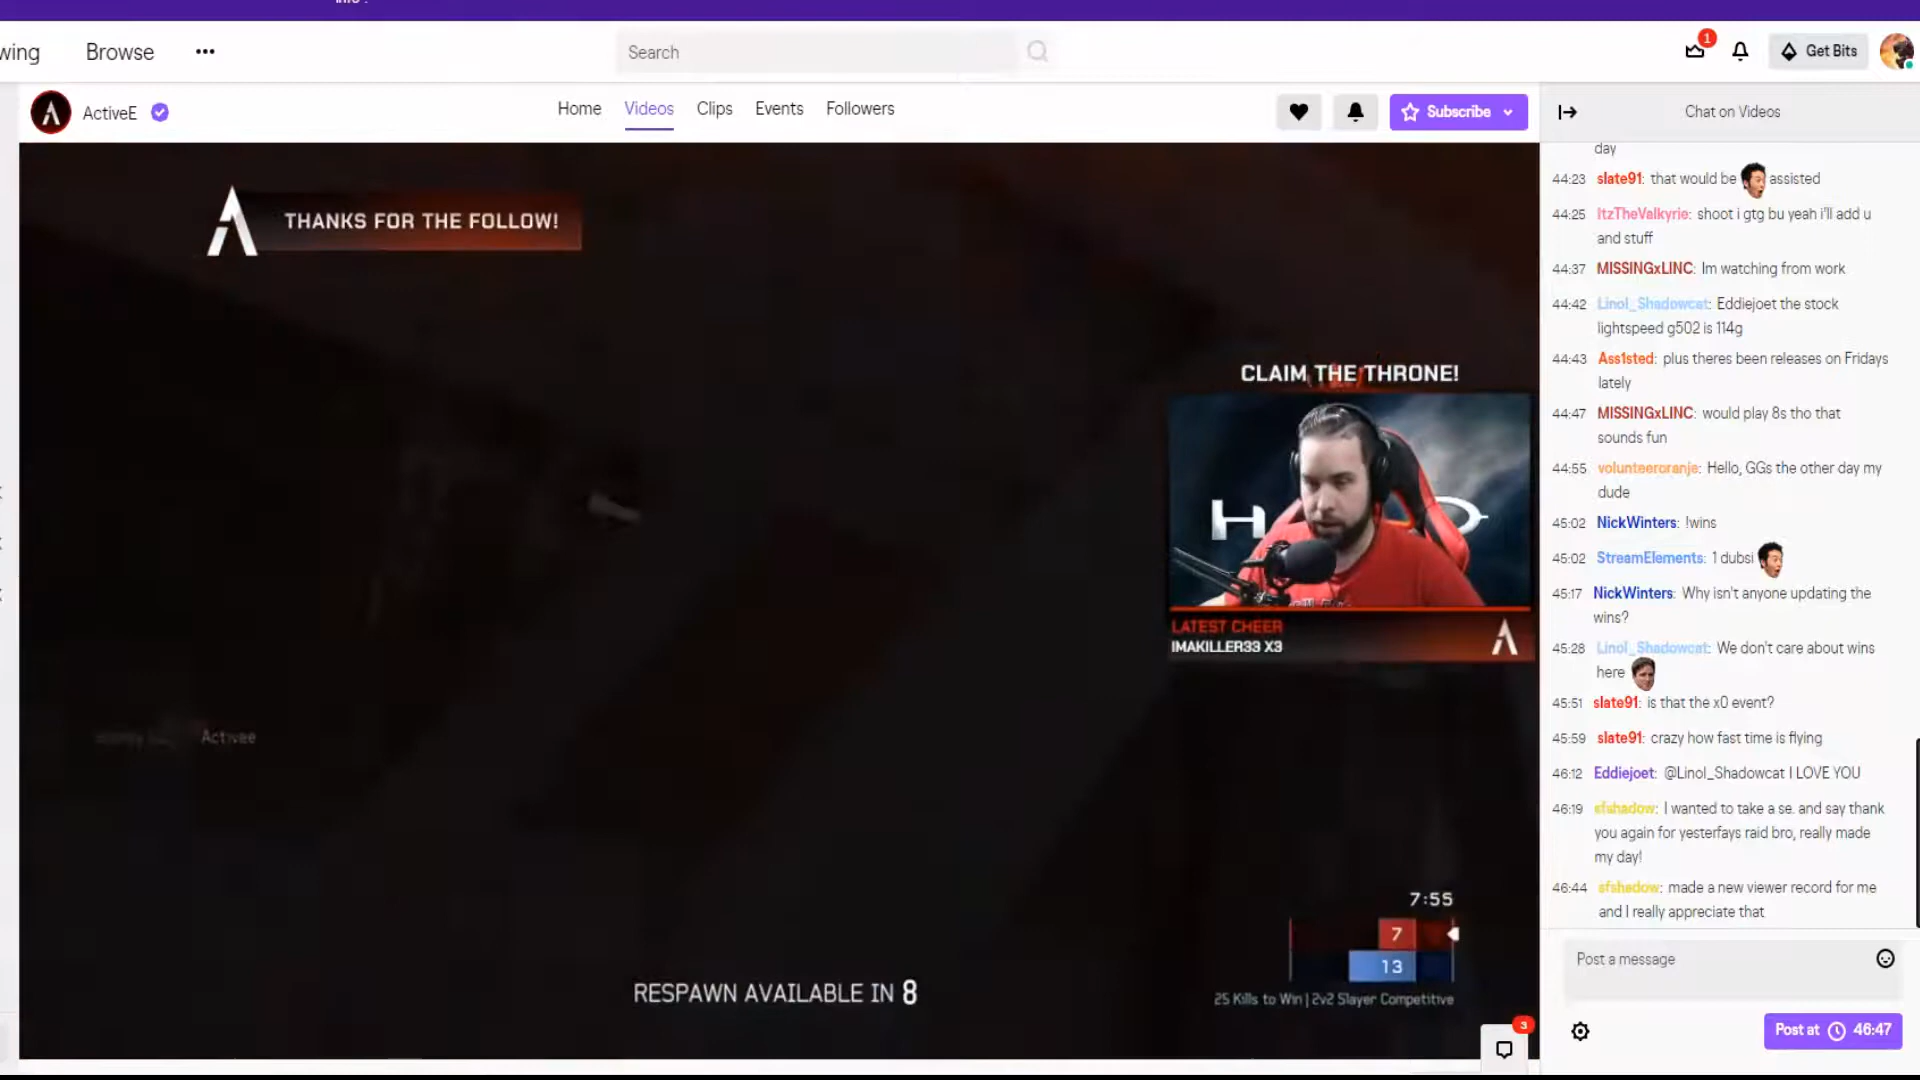 wing
Browse
Search
1
Get Bits
ActiveE
Home
Videos
Clips
Events
Followers
Subscribe
Chat on Videos
THANKS FOR THE FOLLOW!
CLAIM THE THRONE!
LATEST CHEER
IMAKILLER33 X3
Activee
7:55
7
13
25 Kills to Win | 2v2 Slayer Competitive
RESPAWN AVAILABLE IN 8
3
day
44:23 slate91: that would be assisted
44:25 ItzTheValkyrie: shoot i gtg bu yeah i'll add u
and stuff
44:37 MISSINGxLINC: Im watching from work
44:42 Linol_Shadowcat: Eddiejoet the stock
lightspeed g502 is 114g
44:43 Ass1sted: plus theres been releases on Fridays
lately
44:47 MISSINGxLINC: would play 8s tho that
sounds fun
44:55 volunteeroranje: Hello, GGs the other day my
dude
45:02 NickWinters: !wins
45:02 StreamElements: 1 dubsi
45:17 NickWinters: Why isn't anyone updating the
wins?
45:28 Linol_Shadowcat: We don't care about wins
here
45:51 slate91: is that the x0 event?
45:59 slate91: crazy how fast time is flying
46:12 Eddiejoet: @Linol_Shadowcat I LOVE YOU
46:19 sfshadow: I wanted to take a se. and say thank
you again for yesterfays raid bro, really made
my day!
46:44 sfshadow: made a new viewer record for me
and I really appreciate that
Post a message
Post at 46:47